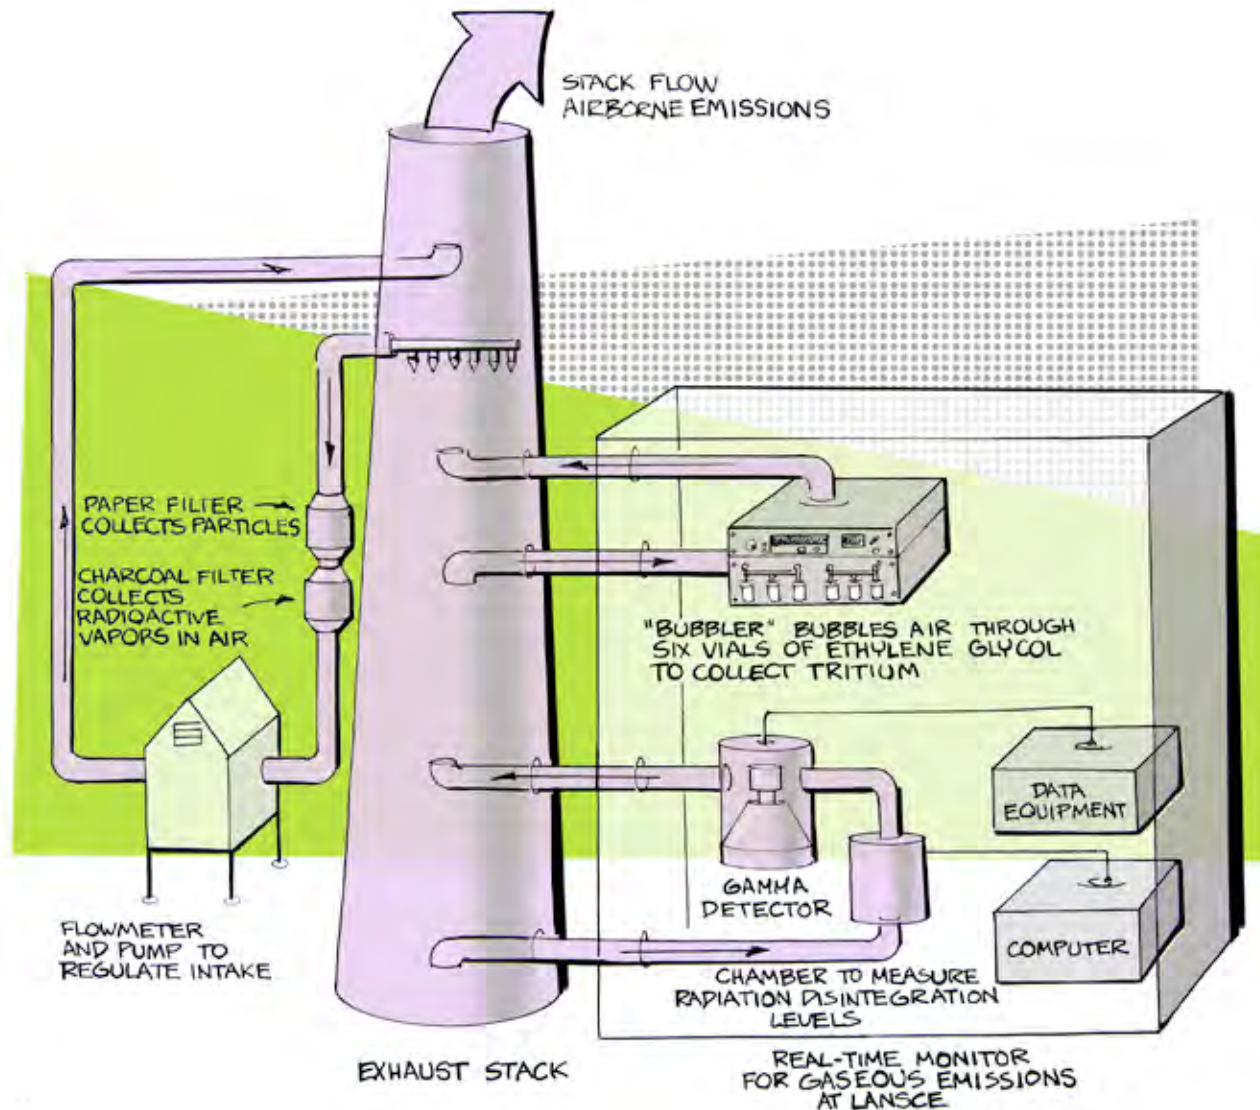 STACK FLOW
AIRBORNE EMISSIONS
PAPER FILTER
COLLECTS PARTICLES
CHARCOAL FILTER
COLLECTS
RADIOACTIVE
VAPORS IN AIR
"BUBBLER" BUBBLES AIR THROUGH
SIX VIALS OF ETHYLENE GLYCOL
TO COLLECT TRITIUM
DATA
EQUIPMENT
GAMMA
DETECTOR
COMPUTER
FLOWMETER
AND PUMP TO
REGULATE INTAKE
CHAMBER TO MEASURE
RADIATION DISINTEGRATION
LEVELS
EXHAUST STACK
REAL-TIME MONITOR
FOR GASEOUS EMISSIONS
AT LANSCE